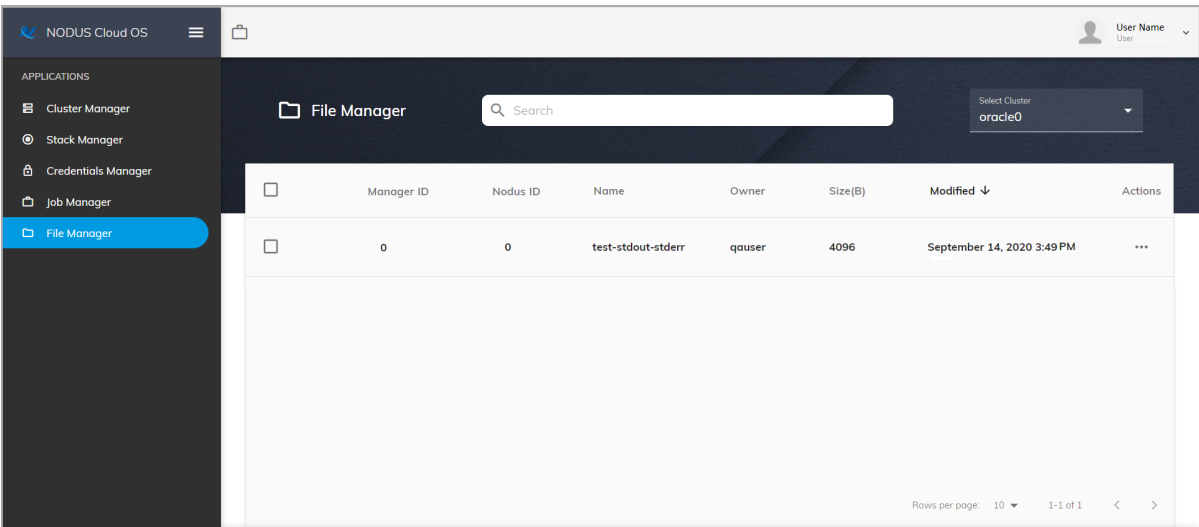 NODUS Cloud OS
User Name
User
APPLICATIONS
Cluster Manager
Stack Manager
Credentials Manager
Job Manager
File Manager
File Manager
Search
Select Cluster
oracle0
Manager ID Nodus ID Name Owner Size(B) Modified Actions
0 0 test-stdout-stderr qauser 4096 September 14, 2020 3:49 PM
Rows per page: 10 1-1 of 1